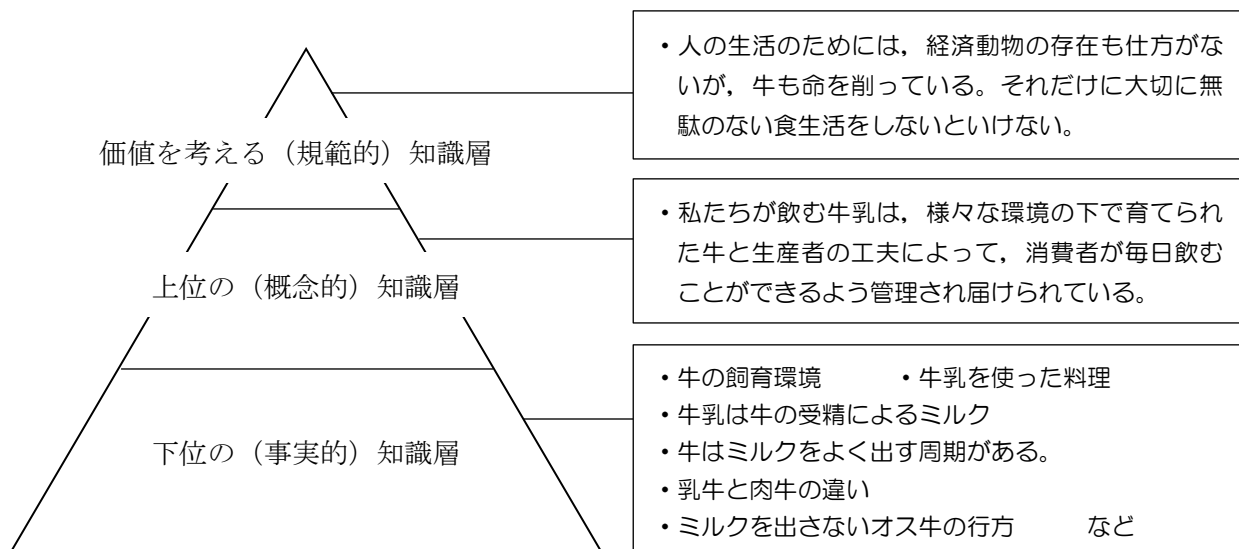 ・人の生活のためには，経済動物の存在も仕方がな
いが，牛も命を削っている。それだけに大切に無
駄のない食生活をしないといけない。
価値を考える（規範的）知識層
・私たちが飲む牛乳は，様々な環境の下で育てられ
た牛と生産者の工夫によって，消費者が毎日飲む
ことができるよう管理され届けられている。
上位の（概念的）知識層
・牛の飼育環境　　　・牛乳を使った料理
・牛乳は牛の受精によるミルク
・牛はミルクをよく出す周期がある。
・乳牛と肉牛の違い
・ミルクを出さないオス牛の行方　　　など
下位の（事実的）知識層